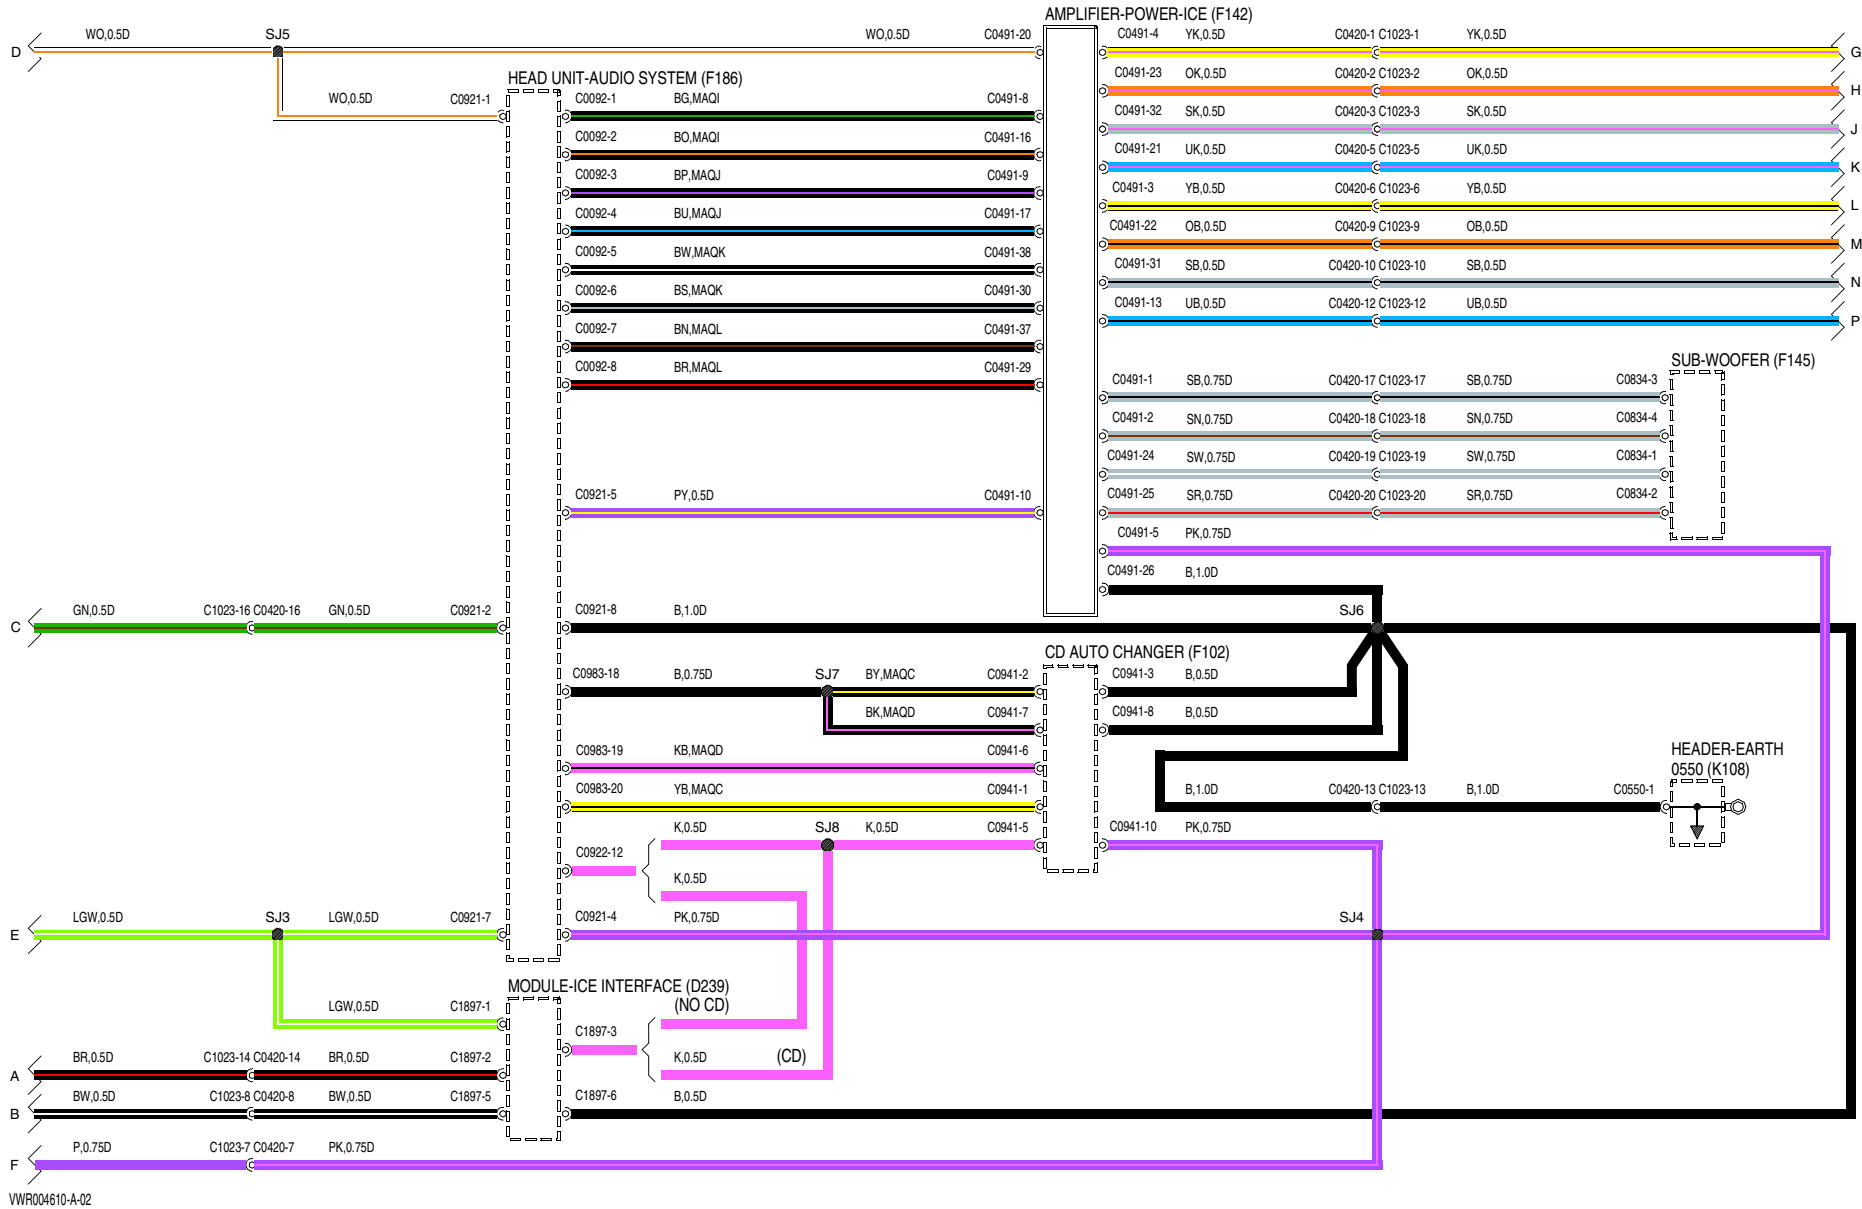 AMPLIFIER-POWER-ICE (F142)
D WO,0.5D SJ5 WO,0.5D C0491-20 C0491-4 YK,0.5D C0420-1 C1023-1 YK,0.5D G
HEAD UNIT-AUDIO SYSTEM (F186) C0491-23 OK,0.5D C0420-2 C1023-2 OK,0.5D H
WO,0.5D C0921-1 C0092-1 BG,MAQI C0491-8
C0491-32 SK,0.5D C0420-3 C1023-3 SK,0.5D J
C0092-2 BO,MAQI C0491-16
C0491-21 UK,0.5D C0420-5 C1023-5 UK,0.5D K
C0092-3 BP,MAQJ C0491-9
C0491-3 YB,0.5D C0420-6 C1023-6 YB,0.5D L
C0092-4 BU,MAQJ C0491-17
C0491-22 OB,0.5D C0420-9 C1023-9 OB,0.5D M
C0092-5 BW,MAQK C0491-38
C0491-31 SB,0.5D C0420-10 C1023-10 SB,0.5D N
C0092-6 BS,MAQK C0491-30
C0491-13 UB,0.5D C0420-12 C1023-12 UB,0.5D P
C0092-7 BN,MAQL C0491-37
C0092-8 BR,MAQL C0491-29
SUB-WOOFER (F145)
C0491-1 SB,0.75D C0420-17 C1023-17 SB,0.75D C0834-3
C0491-2 SN,0.75D C0420-18 C1023-18 SN,0.75D C0834-4
C0491-24 SW,0.75D C0420-19 C1023-19 SW,0.75D C0834-1
C0921-5 PY,0.5D C0491-10 C0491-25 SR,0.75D C0420-20 C1023-20 SR,0.75D C0834-2
C0491-5 PK,0.75D
C0491-26 B,1.0D
C GN,0.5D C1023-16 C0420-16 GN,0.5D C0921-2 C0921-8 B,1.0D SJ6
CD AUTO CHANGER (F102)
C0983-18 B,0.75D SJ7 BY,MAQC C0941-2 C0941-3 B,0.5D
BK,MAQD C0941-7 C0941-8 B,0.5D
C0983-19 KB,MAQD C0941-6
HEADER-EARTH
0550 (K108)
C0983-20 YB,MAQC C0941-1 B,1.0D C0420-13 C1023-13 B,1.0D C0550-1
K,0.5D SJ8 K,0.5D C0941-5 C0941-10 PK,0.75D
C0922-12
K,0.5D
E LGW,0.5D SJ3 LGW,0.5D C0921-7 C0921-4 PK,0.75D SJ4
MODULE-ICE INTERFACE (D239)
(NO CD)
LGW,0.5D C1897-1
C1897-3
A BR,0.5D C1023-14 C0420-14 BR,0.5D C1897-2 K,0.5D (CD)
B BW,0.5D C1023-8 C0420-8 BW,0.5D C1897-5 C1897-6 B,0.5D
F P,0.75D C1023-7 C0420-7 PK,0.75D
VWR004610-A-02